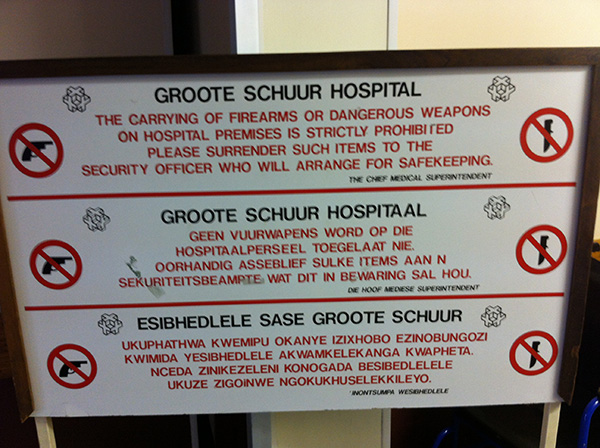 GROOTE SCHUUR HOSPITAL
THE CARRYING OF FIREARMS OR DANGEROUS WEAPONS
ON HOSPITAL PREMISES IS STRICTLY PROHIBITED
PLEASE SURRENDER SUCH ITEMS TO THE
SECURITY OFFICER WHO WILL ARRANGE FOR SAFEKEEPING.
THE CHIEF MEDICAL SUPERINTENDENT
GROOTE SCHUUR HOSPITAAL
GEEN VUURWAPENS WORD OP DIE
HOSPITAALPERSEEL TOEGELAAT NIE.
OORHANDIG ASSEBLIEF SULKE ITEMS AAN N
SEKURITEITSBEAMPTE WAT DIT IN BEWARING SAL HOU.
DIE HOOF MEDIESE SUPERINTENDENT
ESIBHEDLELE SASE GROOTE SCHUUR
UKUPHATHWA KWEMPU OKANYE IZIXHOBO EZINOBUNGOZI
KWIMIDA YESIBHEDLELE AKWAMKELEKANGA KWAPHETA.
NCEDA ZINIKEZELENI KONOGADA BESIBEDLELELE
UKUZE ZIGOINWE NGOKUKHUSELEKKILEYO.
INONTSUMPA WESIBHEDLELE